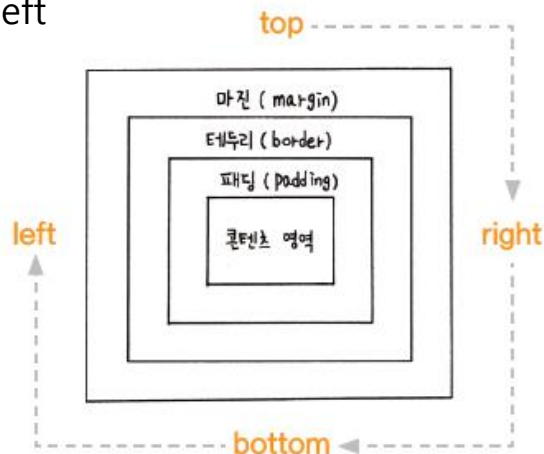 eft
top
마진 ( margin)
테두리 ( border)
패딩 ( padding)
콘텐츠 영역
left
right
bottom